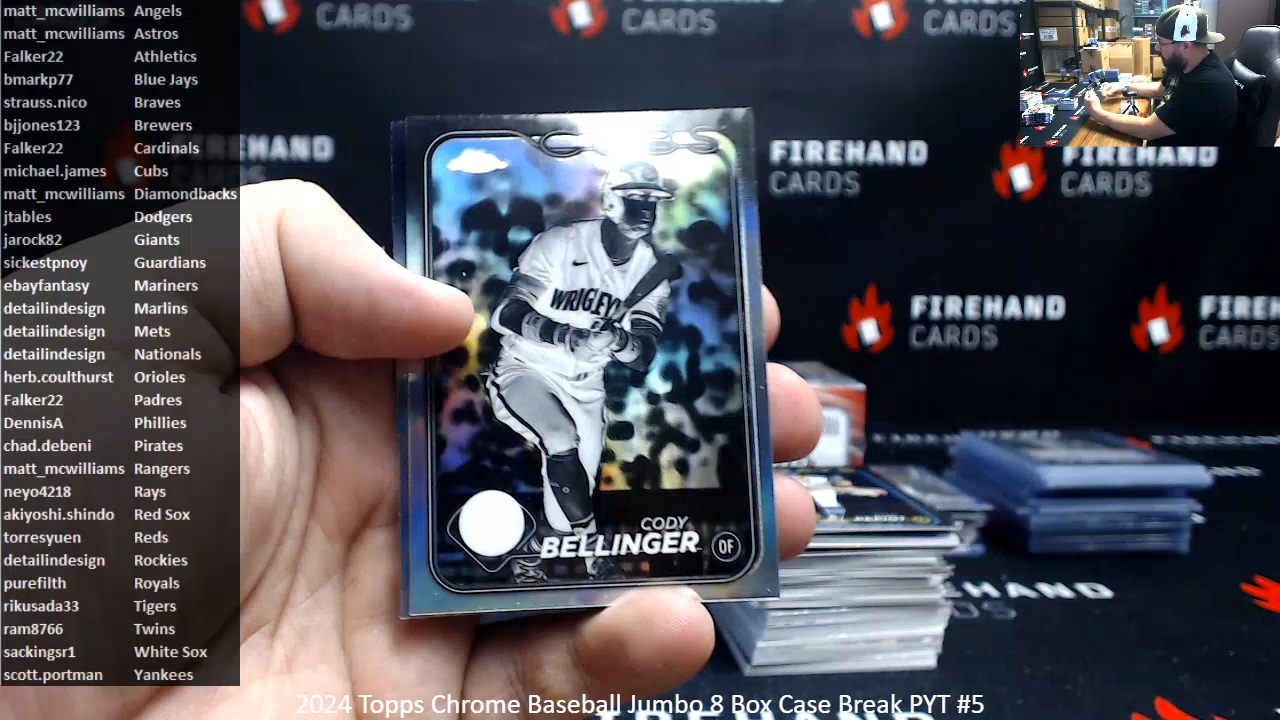 matt_mcwilliams Angels
matt_mcwilliams Astros
Falker22 Athletics
bmarkp77 Blue Jays
strauss.nico Braves
bjjones123 Brewers
Falker22 Cardinals
michael.james Cubs
matt_mcwilliams Diamondbacks
jtables Dodgers
jarock82 Giants
sickestpnoy Guardians
ebayfantasy Mariners
detailindesign Marlins
detailindesign Mets
detailindesign Nationals
herb.coulthurst Orioles
Falker22 Padres
DennisA Phillies
chad.debeni Pirates
matt_mcwilliams Rangers
neyo4218 Rays
akiyoshi.shindo Red Sox
torresyuen Reds
detailindesign Rockies
purefilth Royals
rikusada33 Tigers
ram8766 Twins
sackingsr1 White Sox
scott.portman Yankees
CARDS
CARDS
CARDS
FIREHAND
CARDS
FIREHAND
CARDS
FIREHAND
CARDS
CUBS
CODY
BELLINGER OF
FIREHAND
CARDS
2024 Topps Chrome Baseball Jumbo 8 Box Case Break PYT #5